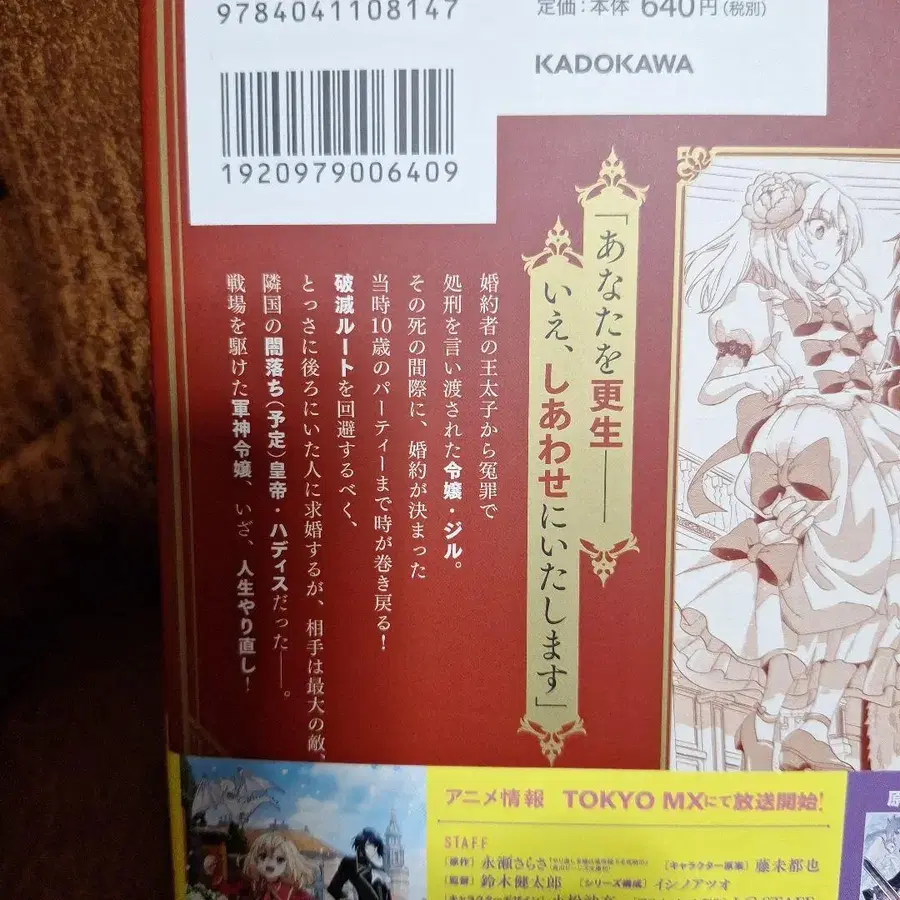 9784041108147
定価：本体 640円（税別）
KADOKAWA
1920979006409
「あなたを更生――
いえ、しあわせにいたします」
婚約者の王太子から冤罪で
処刑を言い渡された令嬢・ジル。
その死の間際に、婚約が決まった
当時10歳のパーティーまで時が巻き戻る！
破滅ルートを回避するべく、
とっさに後ろにいた人に求婚するが、相手は最大の敵、
隣国の闇落ち（予定）皇帝・ハディスだった――。
戦場を駆けた軍神令嬢、いざ、人生やり直し！
アニメ情報 TOKYO MXにて放送開始！
STAFF
［原作］永瀬さらさ ［キャラクター原案］藤未都也
［監督］鈴木健太郎 ［シリーズ構成］イシノアツオ